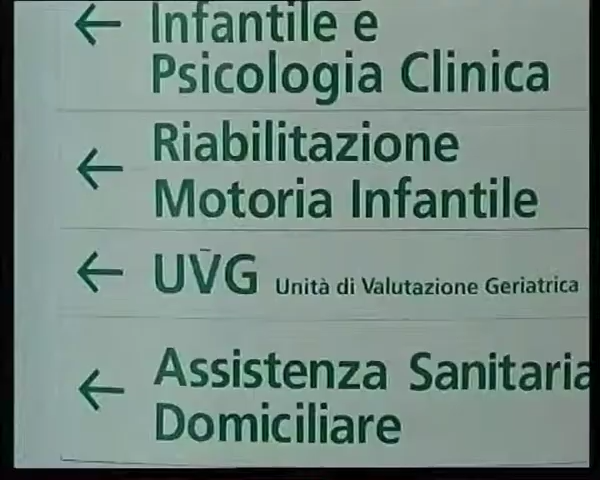 Infantile e
Psicologia Clinica
Riabilitazione
Motoria Infantile
UVG Unità di Valutazione Geriatrica
Assistenza Sanitaria
Domiciliare